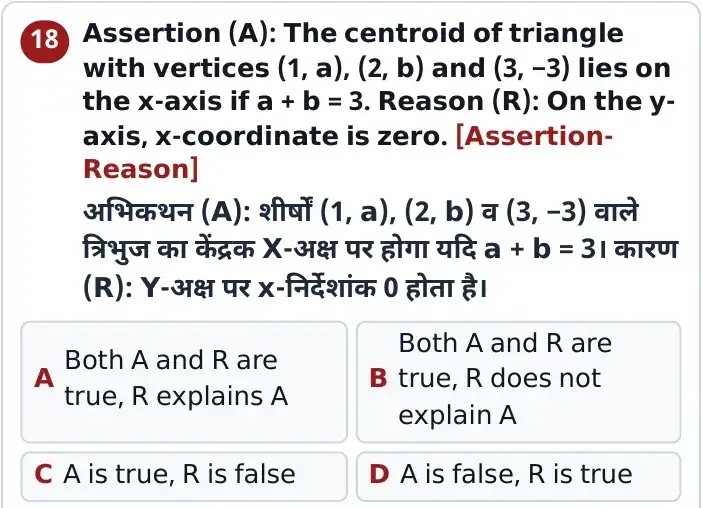 18 Assertion (A): The centroid of triangle
with vertices (1, a), (2, b) and (3, −3) lies on
the x-axis if a + b = 3. Reason (R): On the y-
axis, x-coordinate is zero. [Assertion-
Reason]
अभिकथन (A): शीर्षों (1, a), (2, b) व (3, −3) वाले
त्रिभुज का केंद्रक X-अक्ष पर होगा यदि a + b = 3। कारण
(R): Y-अक्ष पर x-निर्देशांक 0 होता है।
A Both A and R are
true, R explains A
B Both A and R are
true, R does not
explain A
C A is true, R is false
D A is false, R is true